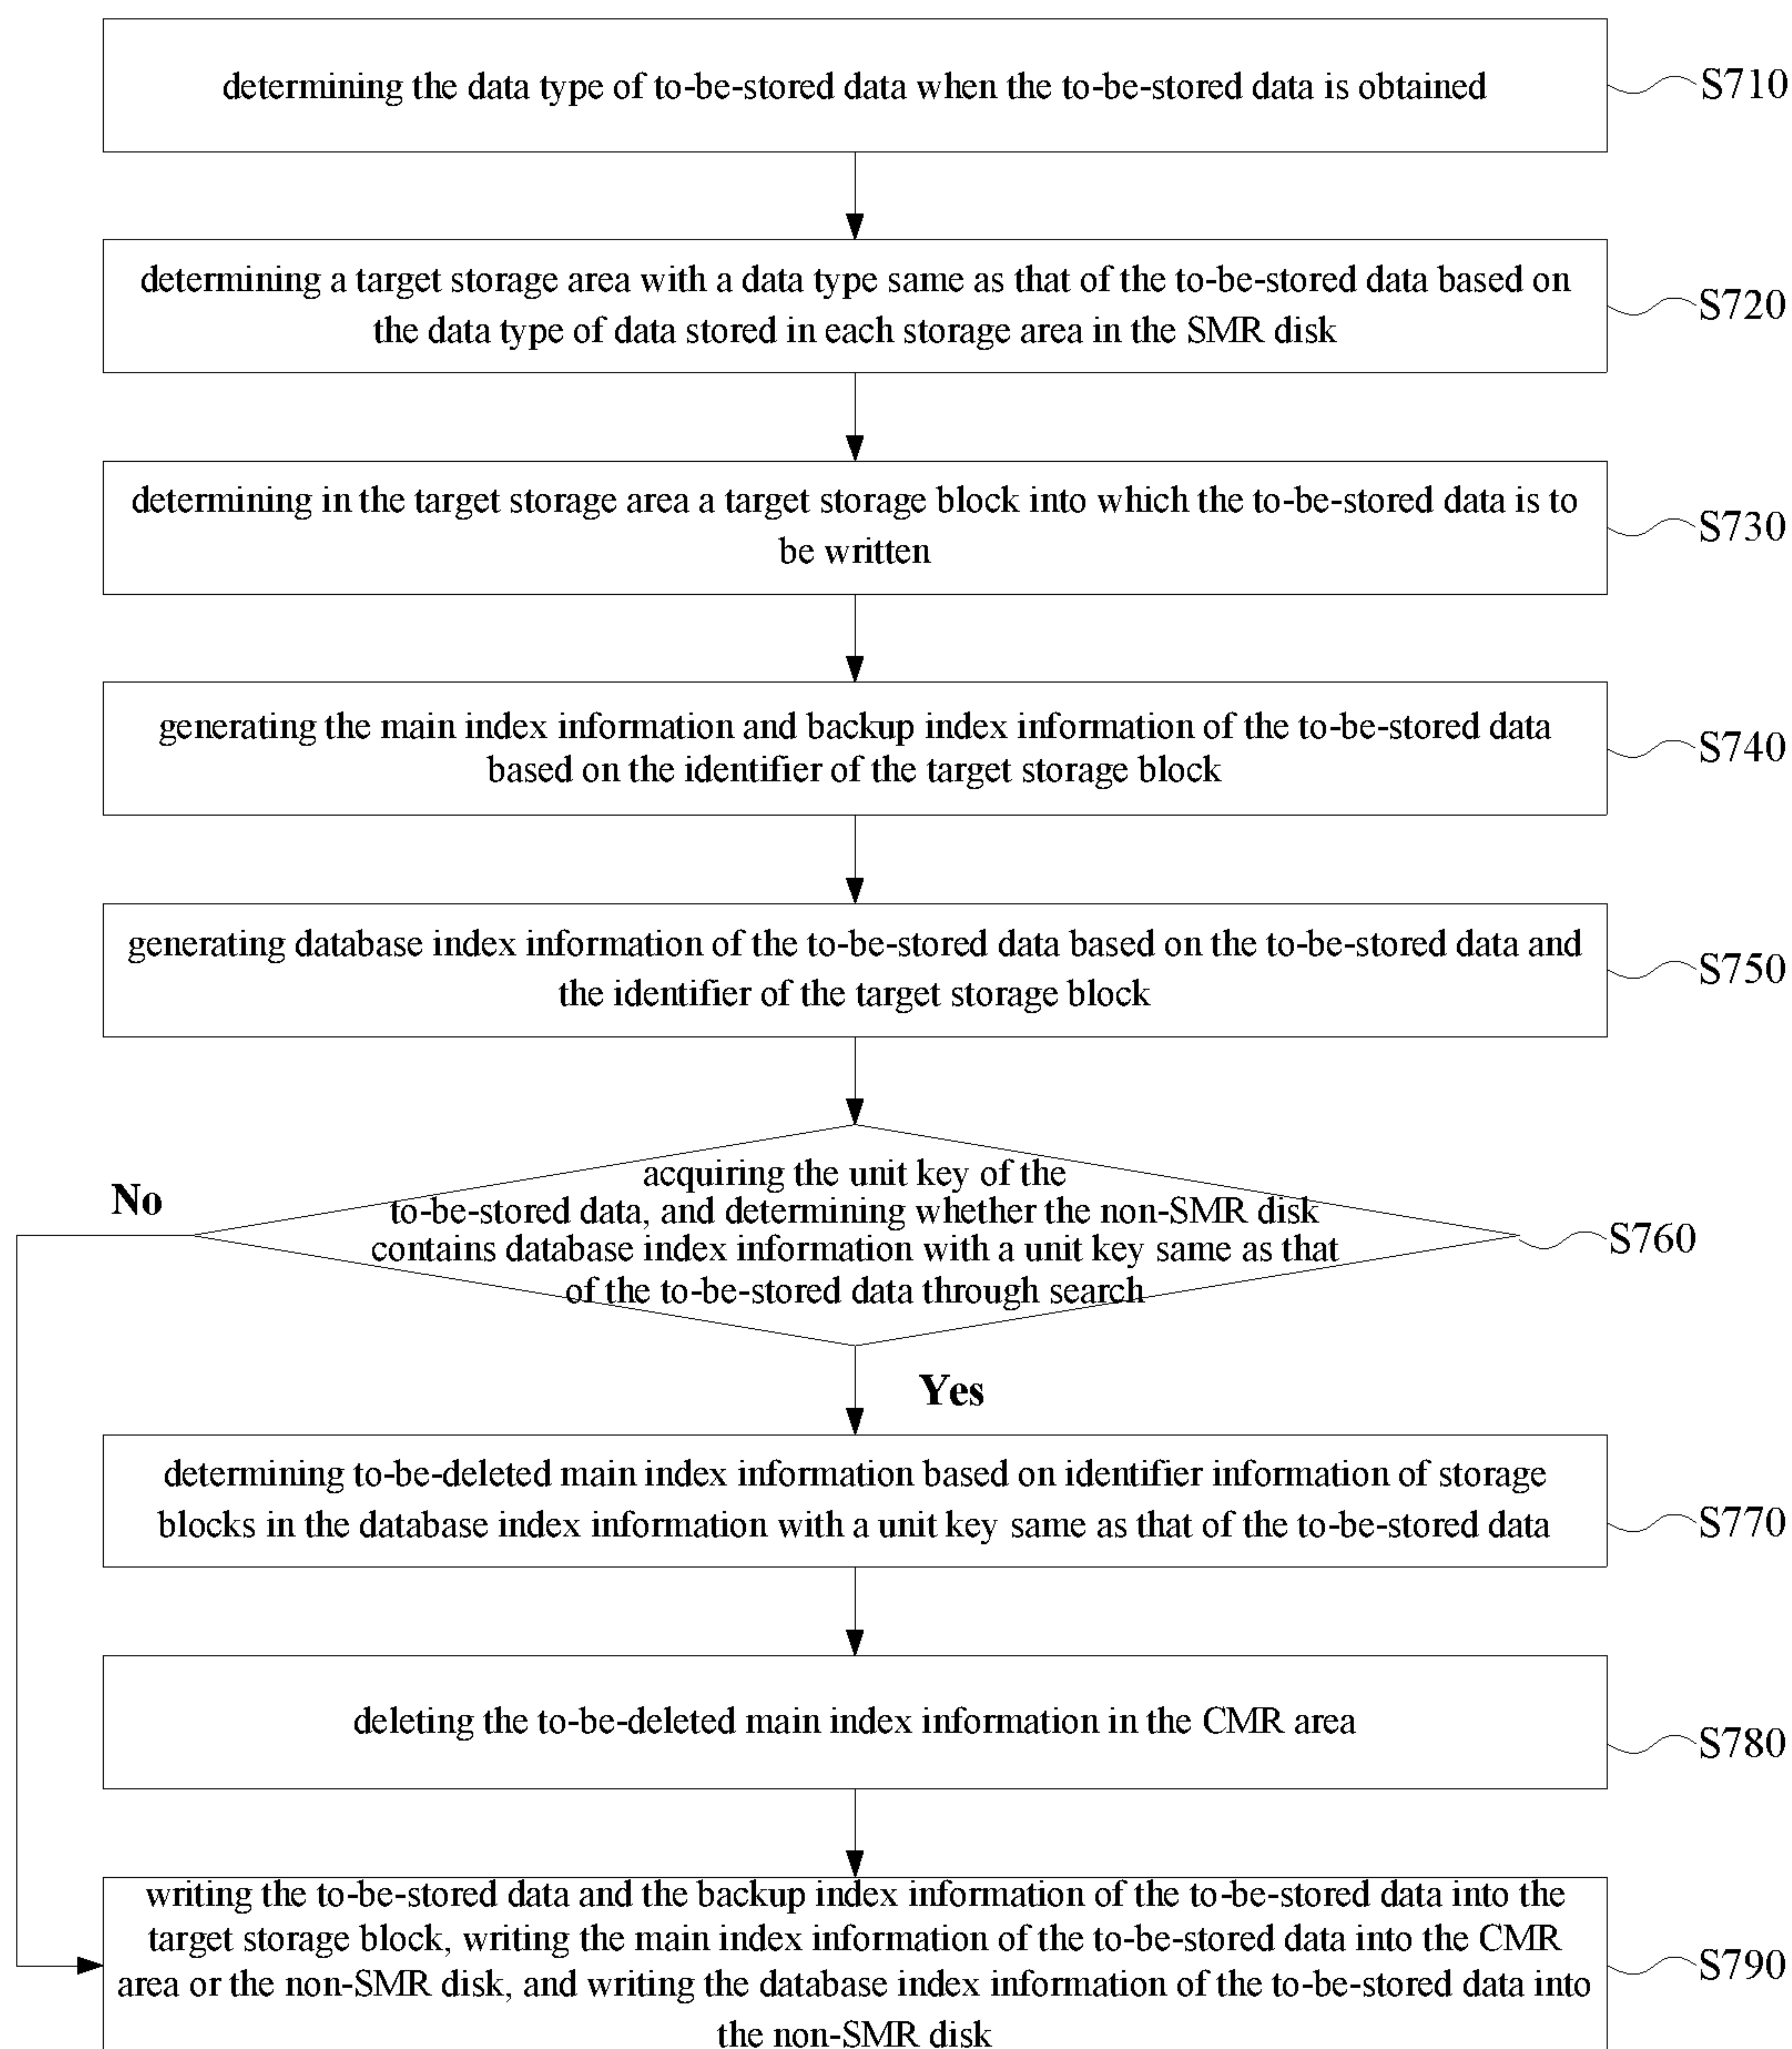 determining the data type of to-be-stored data when the to-be-stored data is obtained
S710
determining a target storage area with a data type same as that of the to-be-stored data based on
the data type of data stored in each storage area in the SMR disk
S720
determining in the target storage area a target storage block into which the to-be-stored data is to
be written
S730
generating the main index information and backup index information of the to-be-stored data
based on the identifier of the target storage block
S740
generating database index information of the to-be-stored data based on the to-be-stored data and
the identifier of the target storage block
S750
No
acquiring the unit key of the
to-be-stored data, and determining whether the non-SMR disk
contains database index information with a unit key same as that
of the to-be-stored data through search
S760
Yes
determining to-be-deleted main index information based on identifier information of storage
blocks in the database index information with a unit key same as that of the to-be-stored data
S770
deleting the to-be-deleted main index information in the CMR area
S780
writing the to-be-stored data and the backup index information of the to-be-stored data into the
target storage block, writing the main index information of the to-be-stored data into the CMR
area or the non-SMR disk, and writing the database index information of the to-be-stored data into
the non-SMR disk
S790